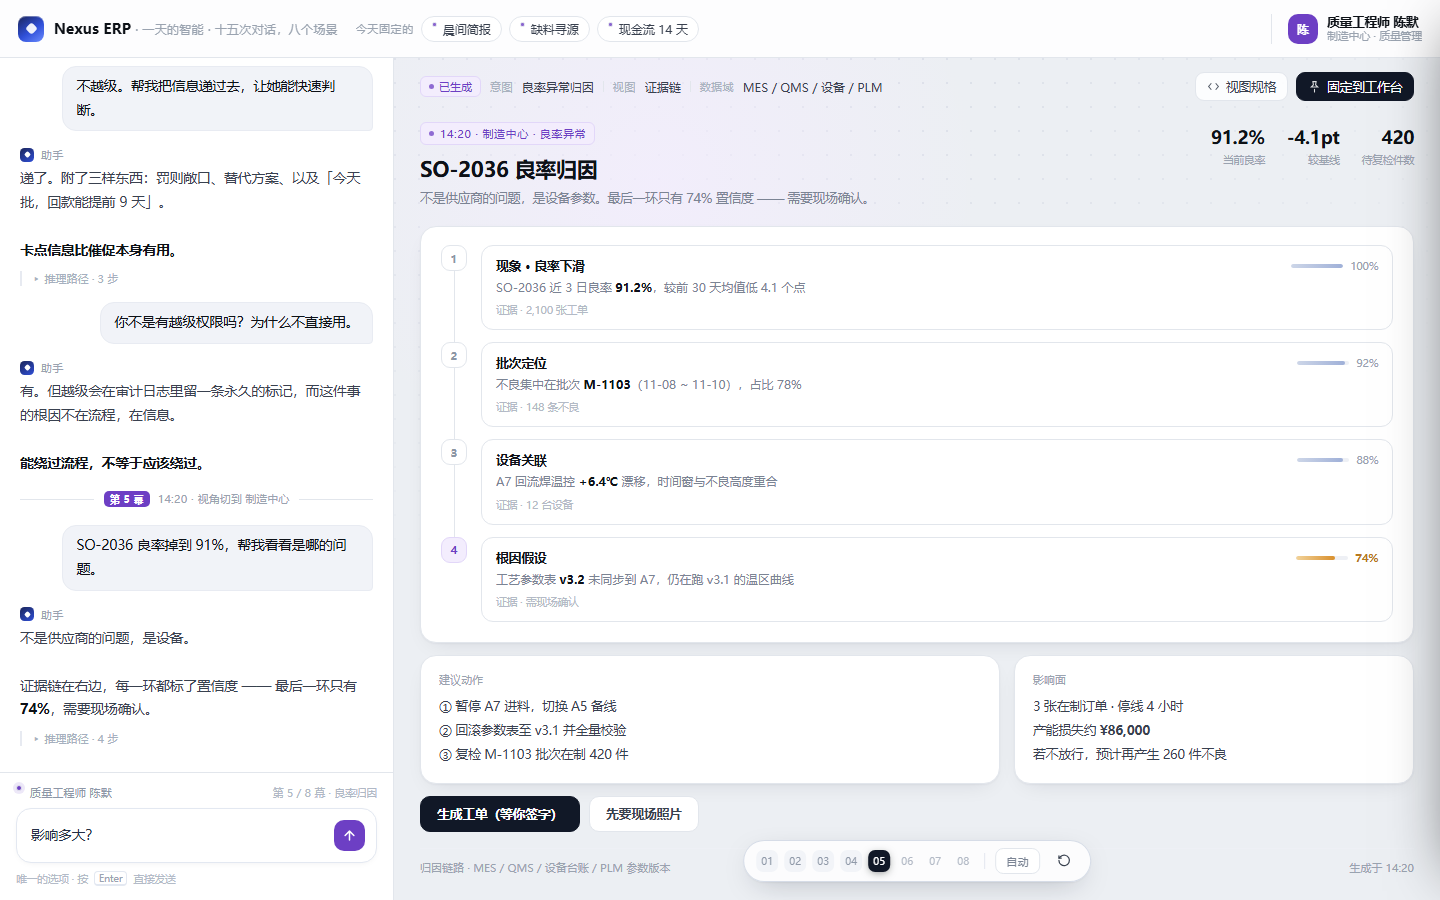 Nexus ERP · 一天的智能 · 十五次对话，八个场景
今天固定的 晨间简报 缺料寻源 现金流 14 天
陈 质量工程师 陈默
制造中心 · 质量管理
不越级。帮我把信息递过去，让她能快速判
断。
助手
递了。附了三样东西：罚则敞口、替代方案、以及「今天
批，回款能提前 9 天」。
卡点信息比催促本身有用。
推理路径 · 3 步
你不是有越级权限吗？为什么不直接用。
助手
有。但越级会在审计日志里留一条永久的标记，而这件事
的根因不在流程，在信息。
能绕过流程，不等于应该绕过。
第 5 幕 14:20 · 视角切到 制造中心
SO-2036 良率掉到 91%，帮我看看是哪的问
题。
助手
不是供应商的问题，是设备。
证据链在右边，每一环都标了置信度 —— 最后一环只有
74%，需要现场确认。
推理路径 · 4 步
质量工程师 陈默 第 5 / 8 幕 · 良率归因
影响多大？
唯一的选项 · 按 Enter 直接发送
已生成 意图 良率异常归因 视图 证据链 数据域 MES / QMS / 设备 / PLM
视图规格 固定到工作台
14:20 · 制造中心 · 良率异常
SO-2036 良率归因
不是供应商的问题，是设备参数。最后一环只有 74% 置信度 —— 需要现场确认。
91.2% -4.1pt 420
当前良率 较基线 待复检件数
1 现象 • 良率下滑 100%
SO-2036 近 3 日良率 91.2%，较前 30 天均值低 4.1 个点
证据 · 2,100 张工单
2 批次定位 92%
不良集中在批次 M-1103（11-08 ~ 11-10），占比 78%
证据 · 148 条不良
3 设备关联 88%
A7 回流焊温控 +6.4℃ 漂移，时间窗与不良高度重合
证据 · 12 台设备
4 根因假设 74%
工艺参数表 v3.2 未同步到 A7，仍在跑 v3.1 的温区曲线
证据 · 需现场确认
建议动作
① 暂停 A7 进料，切换 A5 备线
② 回滚参数表至 v3.1 并全量校验
③ 复检 M-1103 批次在制 420 件
影响面
3 张在制订单 · 停线 4 小时
产能损失约 ¥86,000
若不放行，预计再产生 260 件不良
生成工单（等你签字） 先要现场照片
归因链路 · MES / QMS / 设备台账 / PLM 参数版本
01 02 03 04 05 06 07 08 自动
生成于 14:20